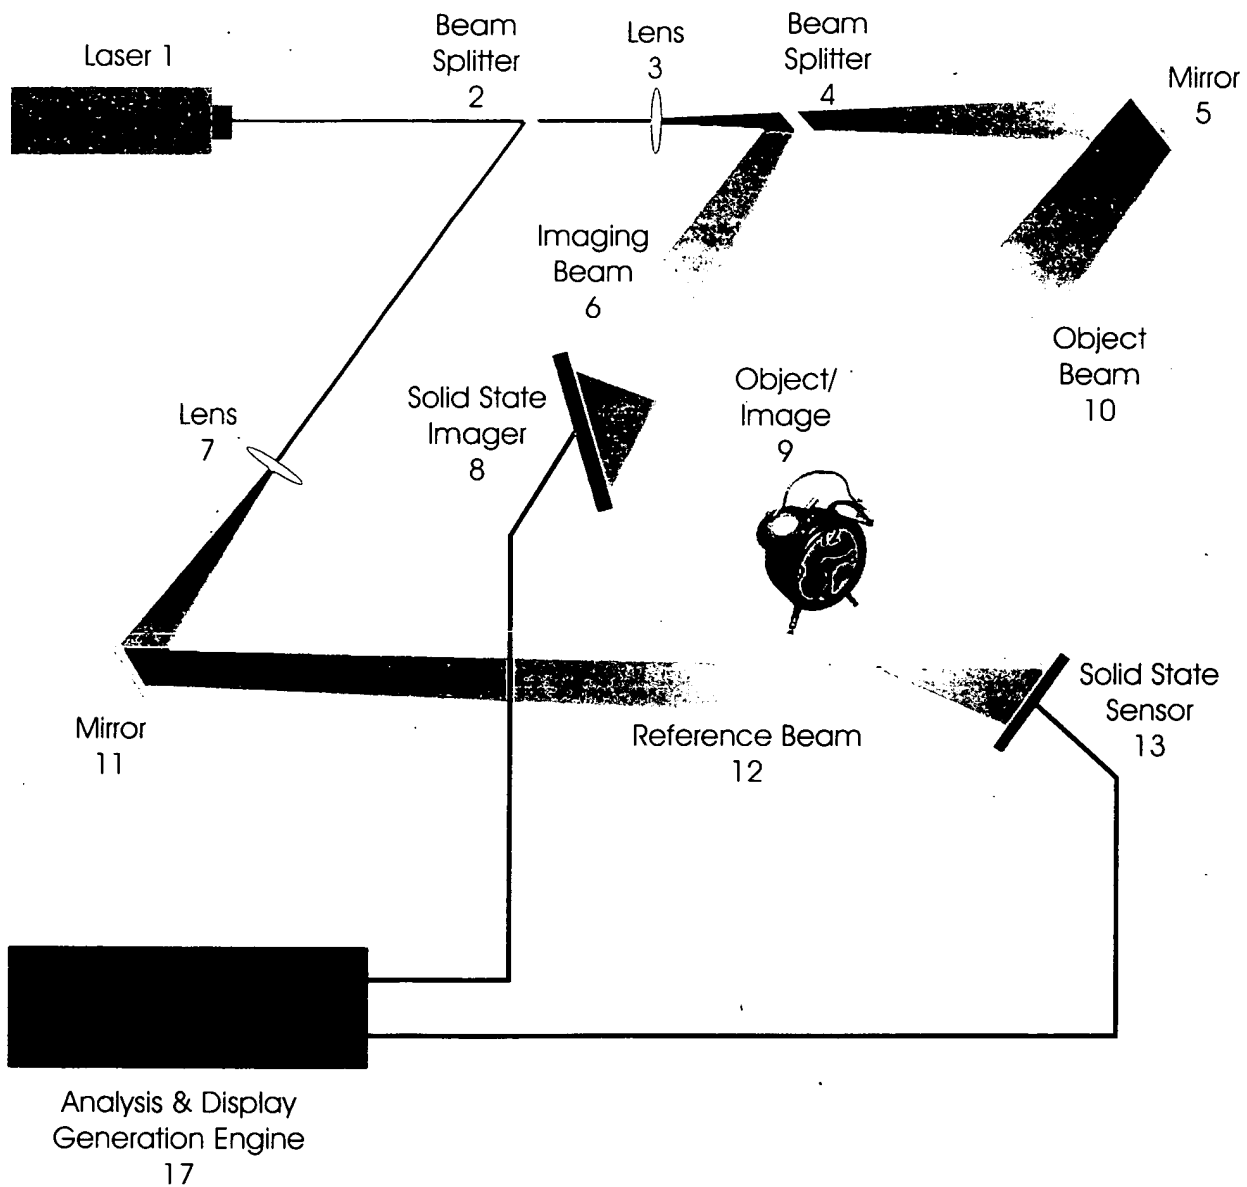 Laser 1
Beam
Splitter
2
Lens
3
Beam
Splitter
4
Mirror
5
Imaging
Beam
6
Object
Beam
10
Lens
7
Solid State
Imager
8
Object/
Image
9
Mirror
11
Reference Beam
12
Solid State
Sensor
13
Analysis & Display
Generation Engine
17